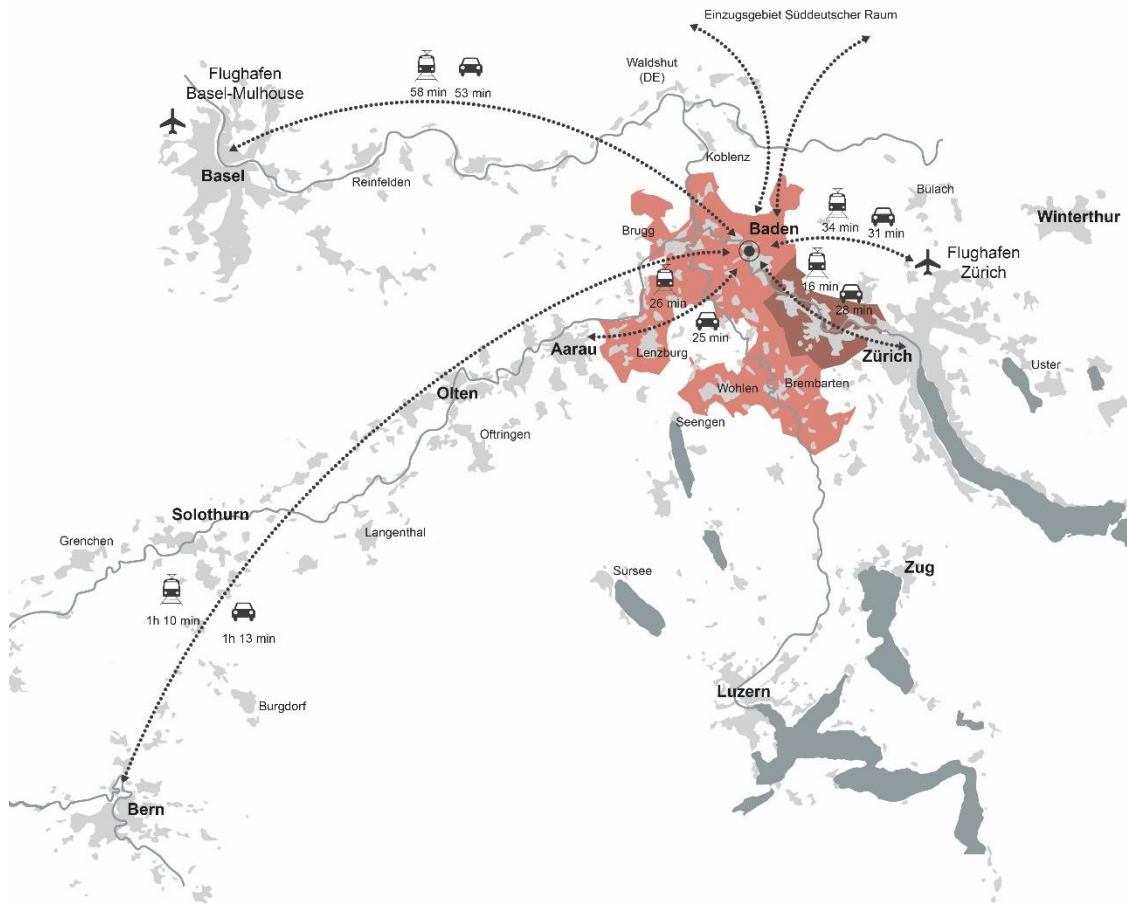 Einzugsgebiet Süddeutscher Raum
Flughafen
Basel-Mulhouse
58 min
53 min
Waldshut
(DE)
Basel
Reinfelden
Koblenz
Bülach
Winterthur
Brugg
Baden
34 min
31 min
Flughafen
Zürich
26 min
16 min
28 min
25 min
Aarau
Lenzburg
Zürich
Uster
Olten
Wohlen
Brembarten
Oftringen
Seengen
Solothurn
Grenchen
Langenthal
Sursee
Zug
1h 10 min
1h 13 min
Burgdorf
Luzern
Bern